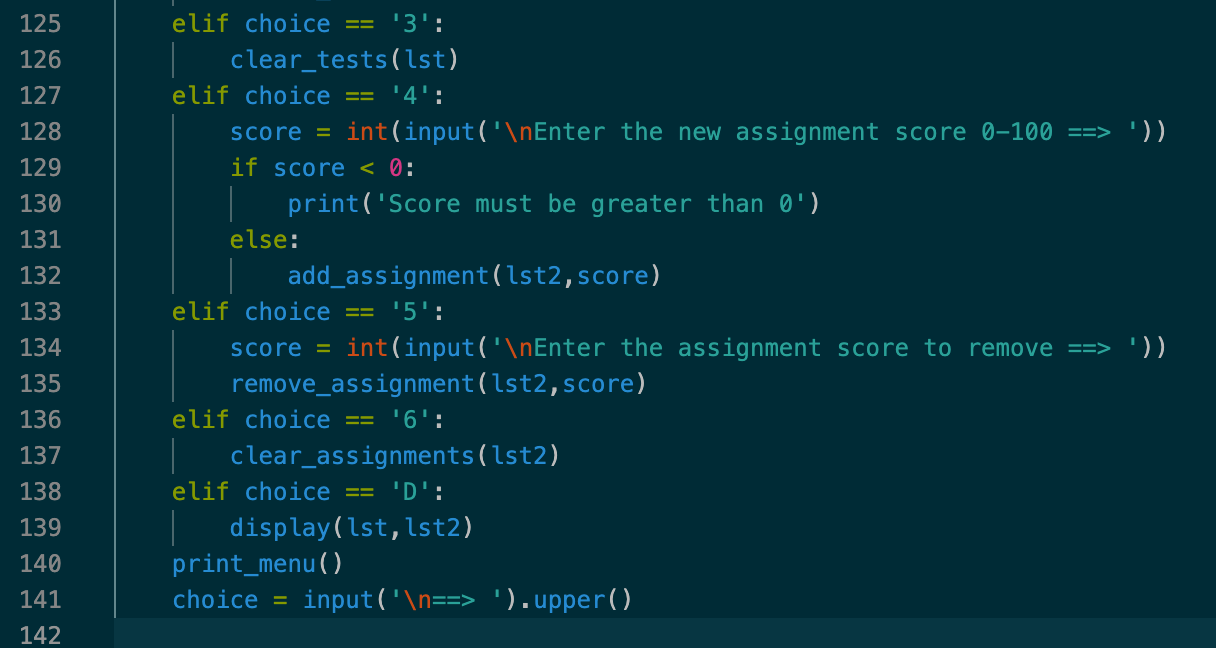 125 elif choice == '3':
126 clear_tests(lst)
127 elif choice == '4':
128 score = int(input('\nEnter the new assignment score 0-100 ==> '))
129 if score < 0:
130 print('Score must be greater than 0')
131 else:
132 add_assignment(lst2,score)
133 elif choice == '5':
134 score = int(input('\nEnter the assignment score to remove ==> '))
135 remove_assignment(lst2,score)
136 elif choice == '6':
137 clear_assignments(lst2)
138 elif choice == 'D':
139 display(lst,lst2)
140 print_menu()
141 choice = input('\n==> ').upper()
142